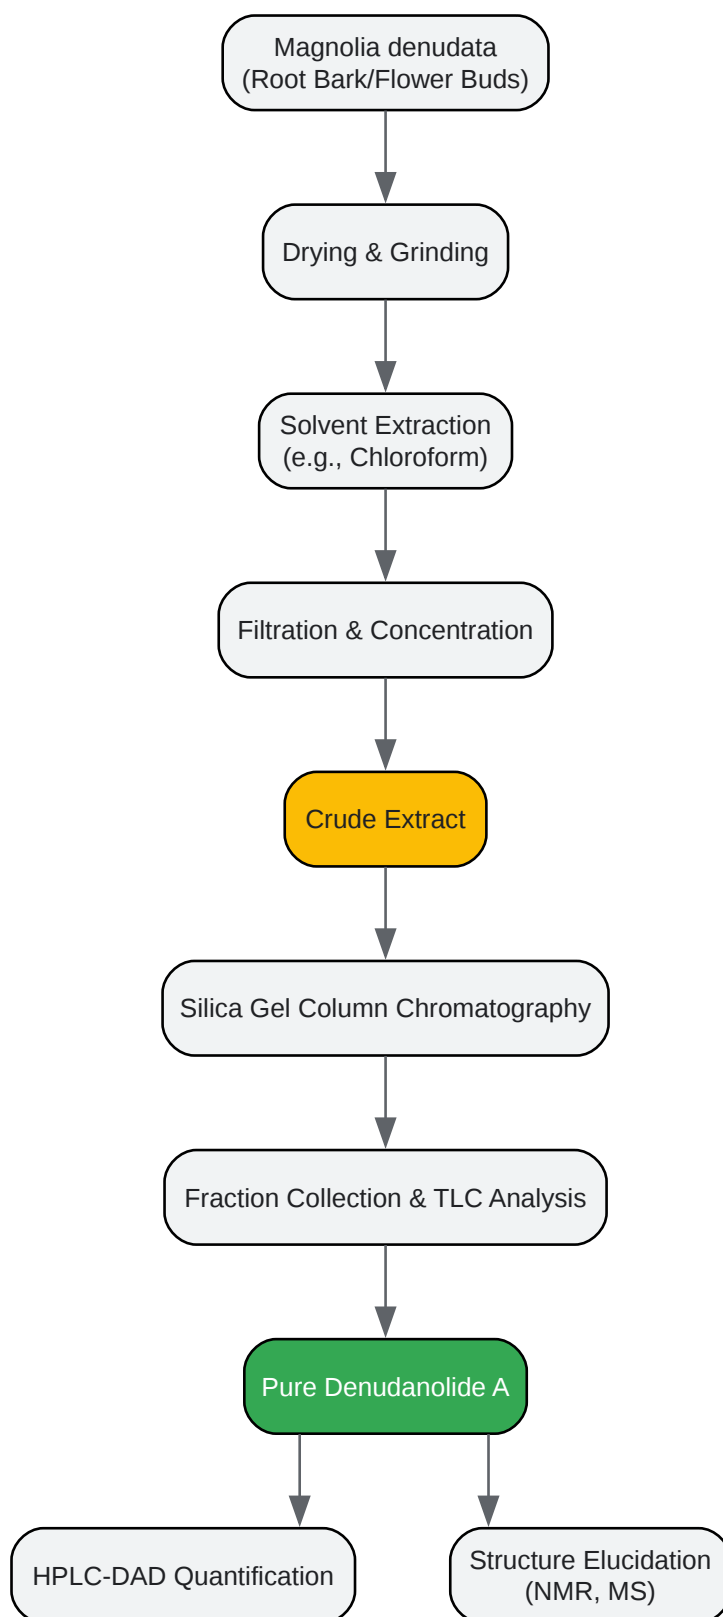 Magnolia denudata
(Root Bark/Flower Buds)
Drying & Grinding
Solvent Extraction
(e.g., Chloroform)
Filtration & Concentration
Crude Extract
Silica Gel Column Chromatography
Fraction Collection & TLC Analysis
Pure Denudanolide A
HPLC-DAD Quantification
Structure Elucidation
(NMR, MS)